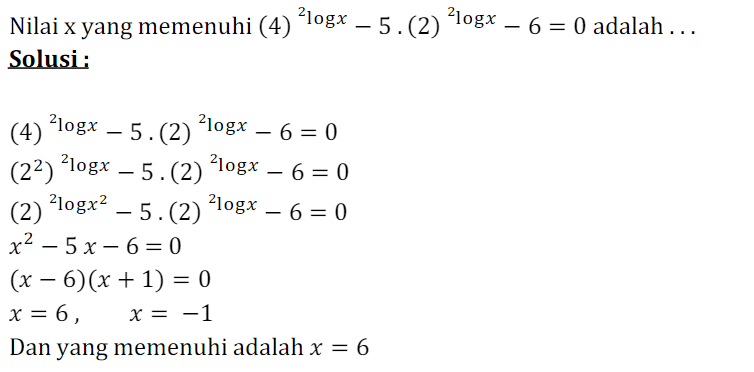 Nilai x yang memenuhi (4) ²logx − 5 . (2) ²logx − 6 = 0 adalah . . .
Solusi :
(4) ²logx − 5 . (2) ²logx − 6 = 0
(2²) ²logx − 5 . (2) ²logx − 6 = 0
(2) ²logx² − 5 . (2) ²logx − 6 = 0
x² − 5 x − 6 = 0
(x − 6)(x + 1) = 0
x = 6 , x = −1
Dan yang memenuhi adalah x = 6